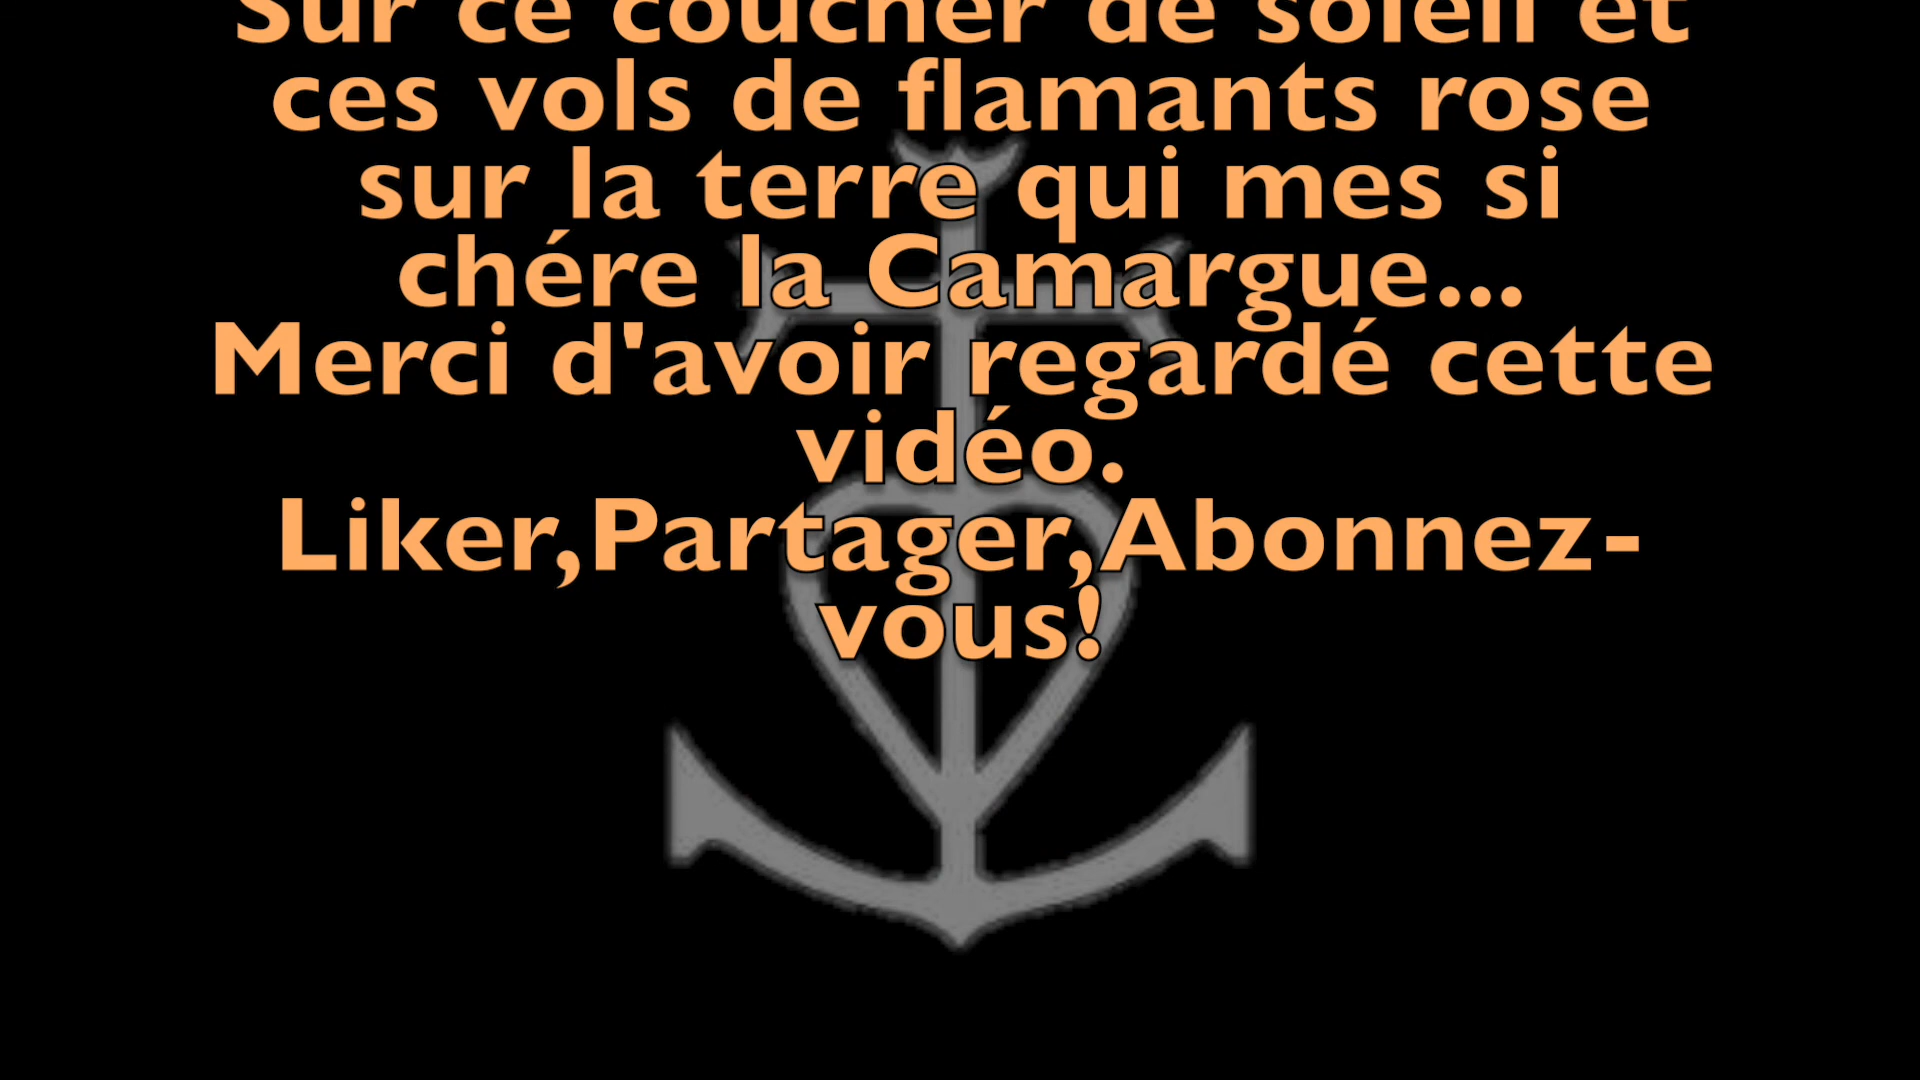 Sur ce coucher de soleil et
ces vols de flamants rose
sur la terre qui mes si
chére la Camargue...
Merci d'avoir regardé cette
vidéo.
Liker,Partager,Abonnez-
vous!